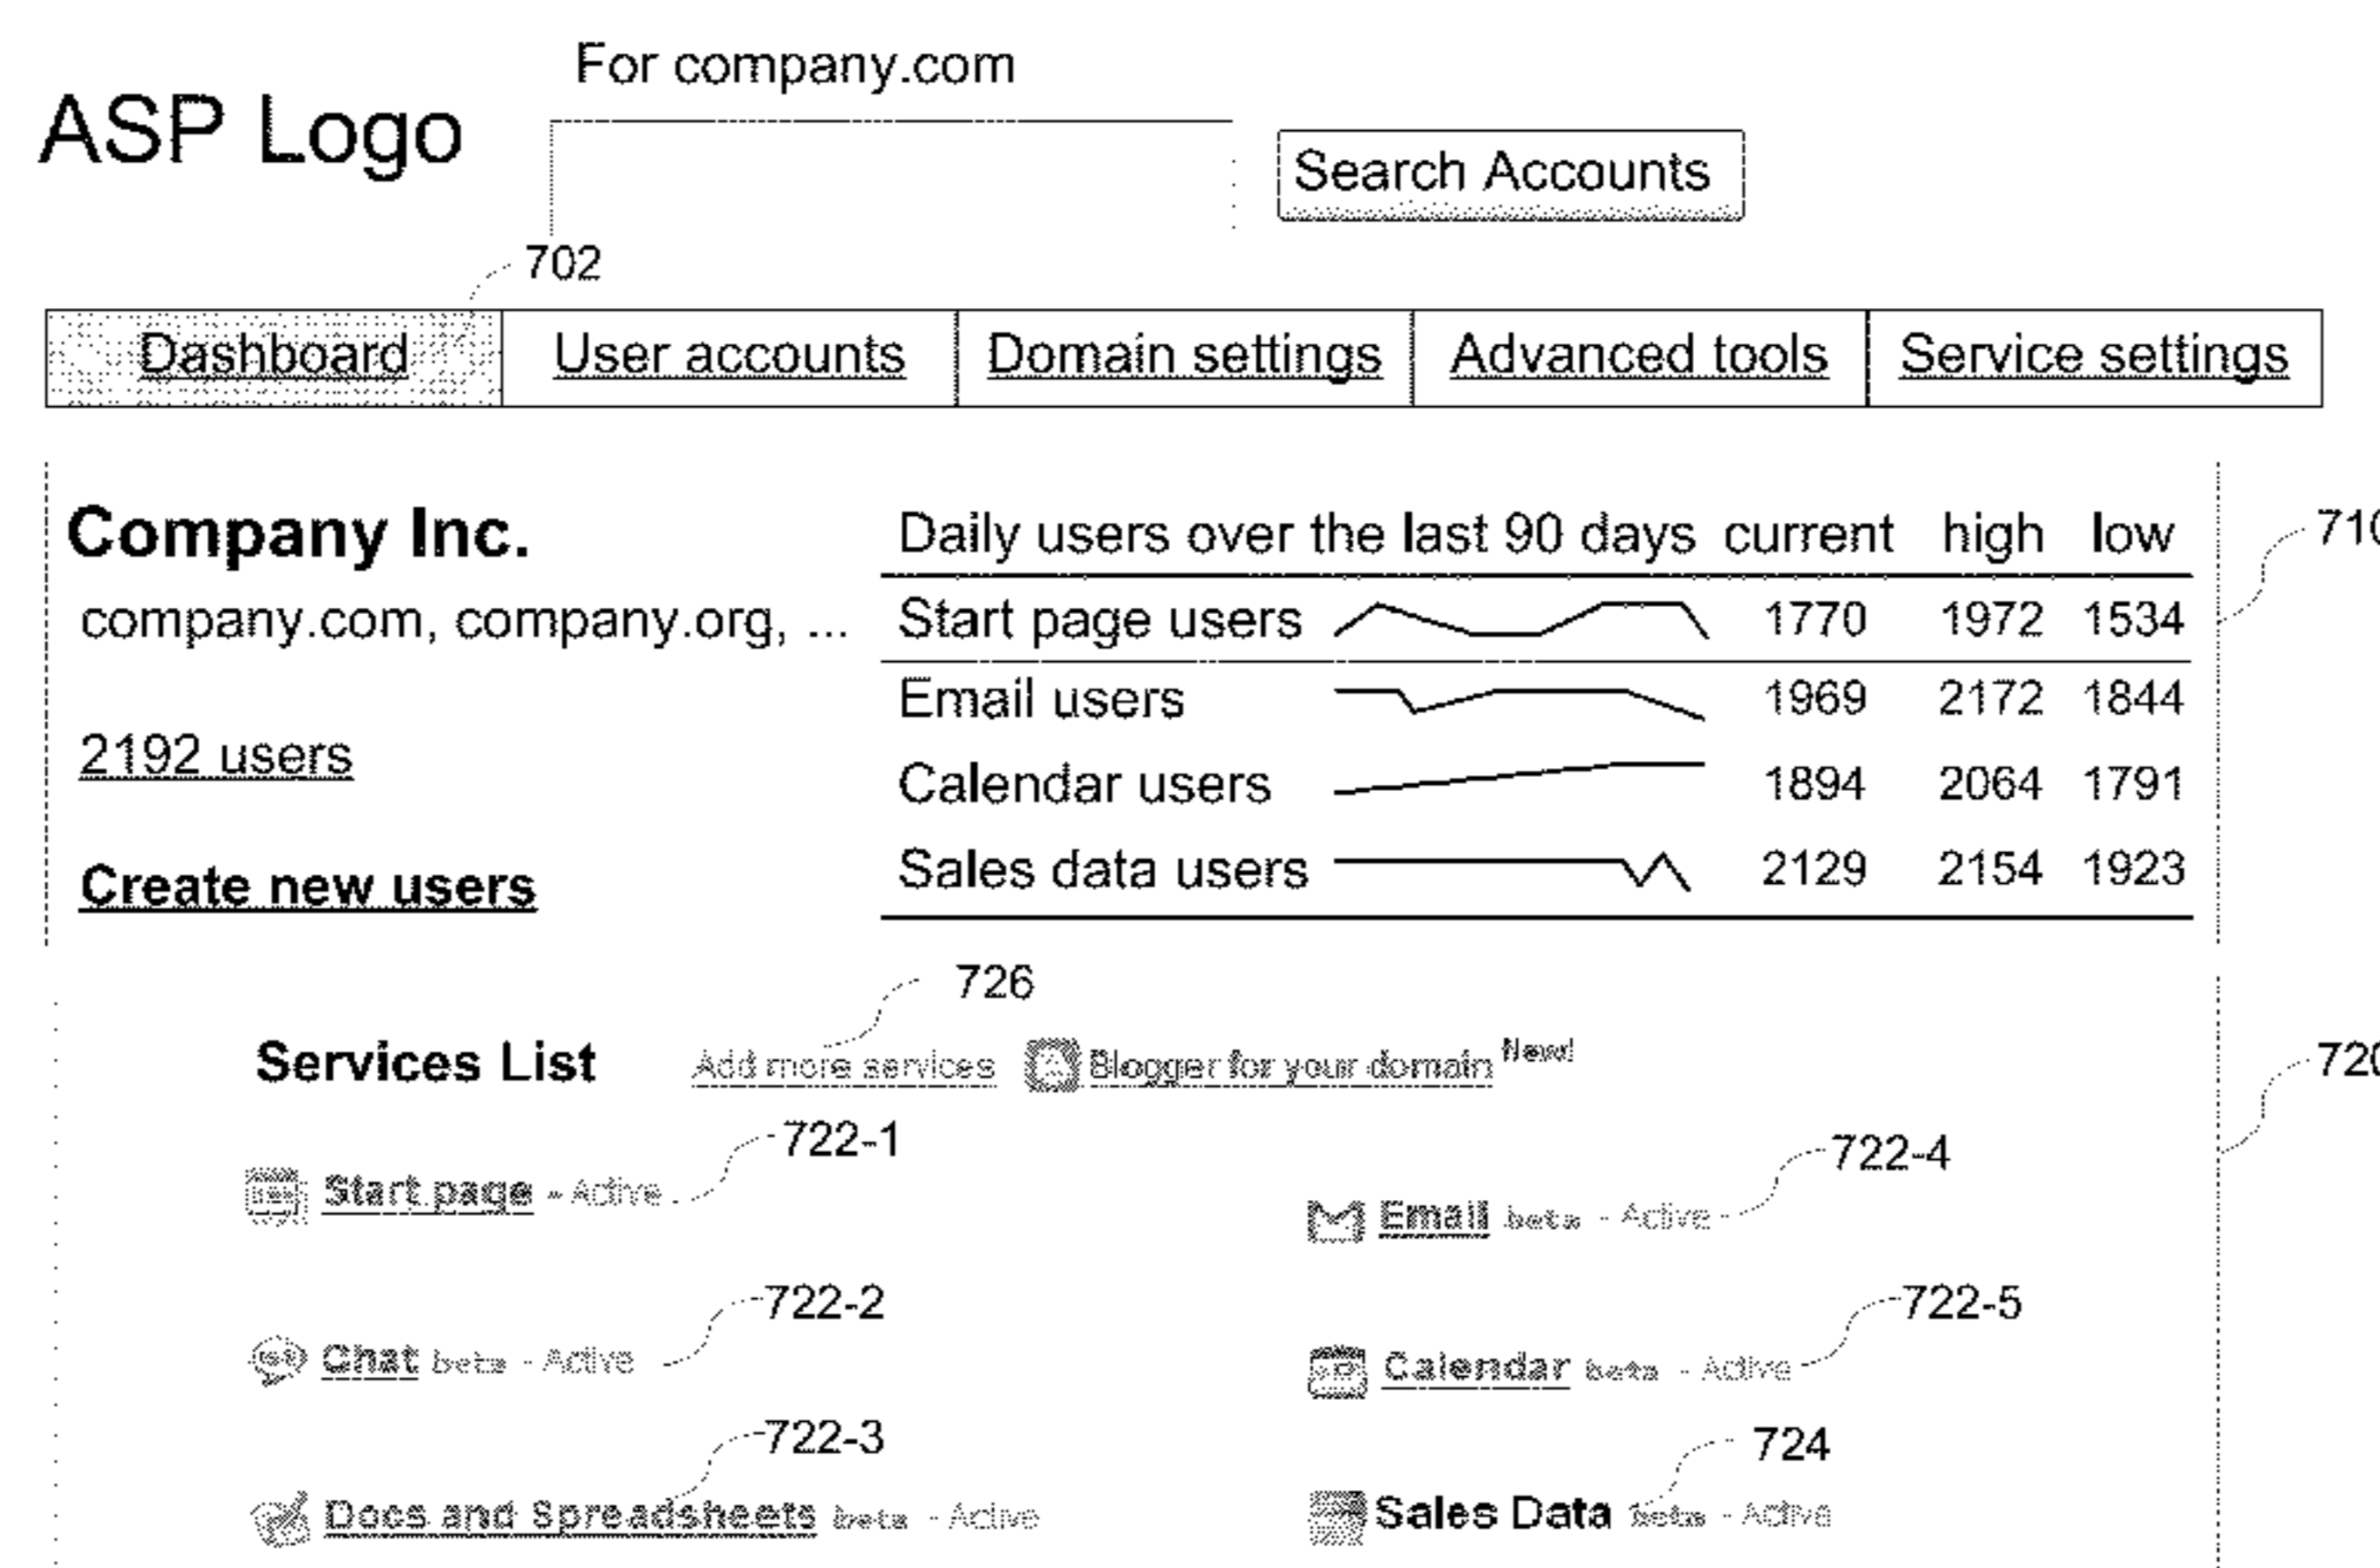 For company.com
ASP Logo
Search Accounts
702
Dashboard User accounts Domain settings Advanced tools Service settings
Company Inc. Daily users over the last 90 days current high low
710
company.com, company.org, ... Start page users 1770 1972 1534
Email users 1969 2172 1844
2192 users
Calendar users 1894 2064 1791
Sales data users 2129 2154 1923
Create new users
726
Services List Add more services Blogger for your domain New!
720
722-1
722-4
Start page - Active
Email beta - Active
722-2
722-5
Chat beta - Active
Calendar beta - Active
722-3
724
Docs and Spreadsheets beta - Active
Sales Data beta - Active